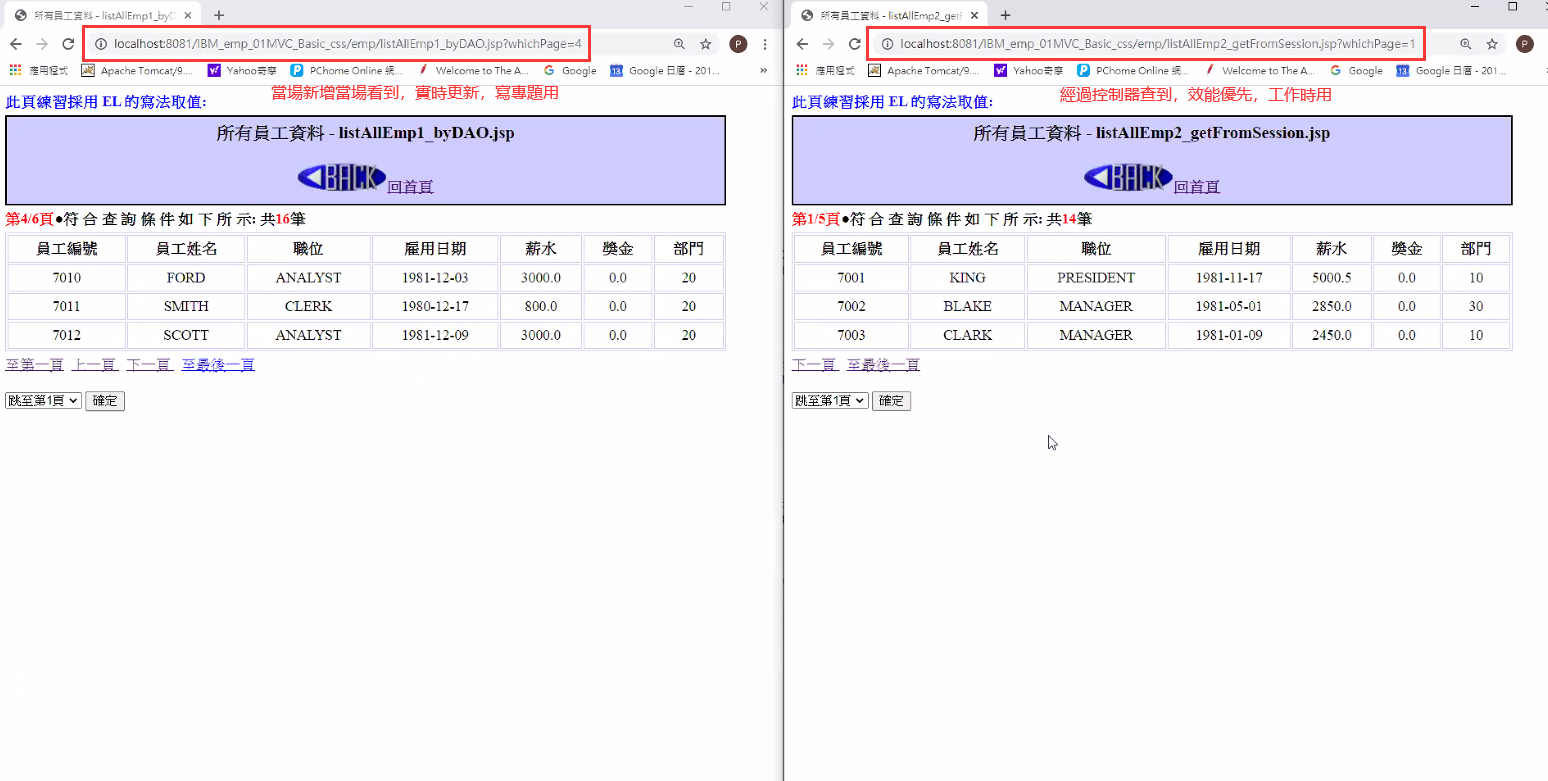 所有員工資料 - listAllEmp1_byD
localhost:8081/IBM_emp_01MVC_Basic_css/emp/listAllEmp1_byDAO.jsp?whichPage=4
P
應用程式 Apache Tomcat/9.... Yahoo奇摩 PChome Online 網... Welcome to The A... Google 13 Google 日曆 - 201... »
此頁練習採用 EL 的寫法取值:
當場新增當場看到，實時更新，寫專題用
所有員工資料 - listAllEmp1_byDAO.jsp
BACK 回首頁
第4/6頁●符 合 查 詢 條 件 如 下 所 示: 共16筆
員工編號 員工姓名 職位 雇用日期 薪水 獎金 部門
7010 FORD ANALYST 1981-12-03 3000.0 0.0 20
7011 SMITH CLERK 1980-12-17 800.0 0.0 20
7012 SCOTT ANALYST 1981-12-09 3000.0 0.0 20
至第一頁 上一頁 下一頁 至最後一頁
跳至第1頁 確定
所有員工資料 - listAllEmp2_getF
localhost:8081/IBM_emp_01MVC_Basic_css/emp/listAllEmp2_getFromSession.jsp?whichPage=1
P
應用程式 Apache Tomcat/9.... Yahoo奇摩 PChome Online 網... Welcome to The A... Google 13 Google 日曆 - 201...
此頁練習採用 EL 的寫法取值:
經過控制器查到，效能優先，工作時用
所有員工資料 - listAllEmp2_getFromSession.jsp
BACK 回首頁
第1/5頁●符 合 查 詢 條 件 如 下 所 示: 共14筆
員工編號 員工姓名 職位 雇用日期 薪水 獎金 部門
7001 KING PRESIDENT 1981-11-17 5000.5 0.0 10
7002 BLAKE MANAGER 1981-05-01 2850.0 0.0 30
7003 CLARK MANAGER 1981-01-09 2450.0 0.0 10
下一頁 至最後一頁
跳至第1頁 確定